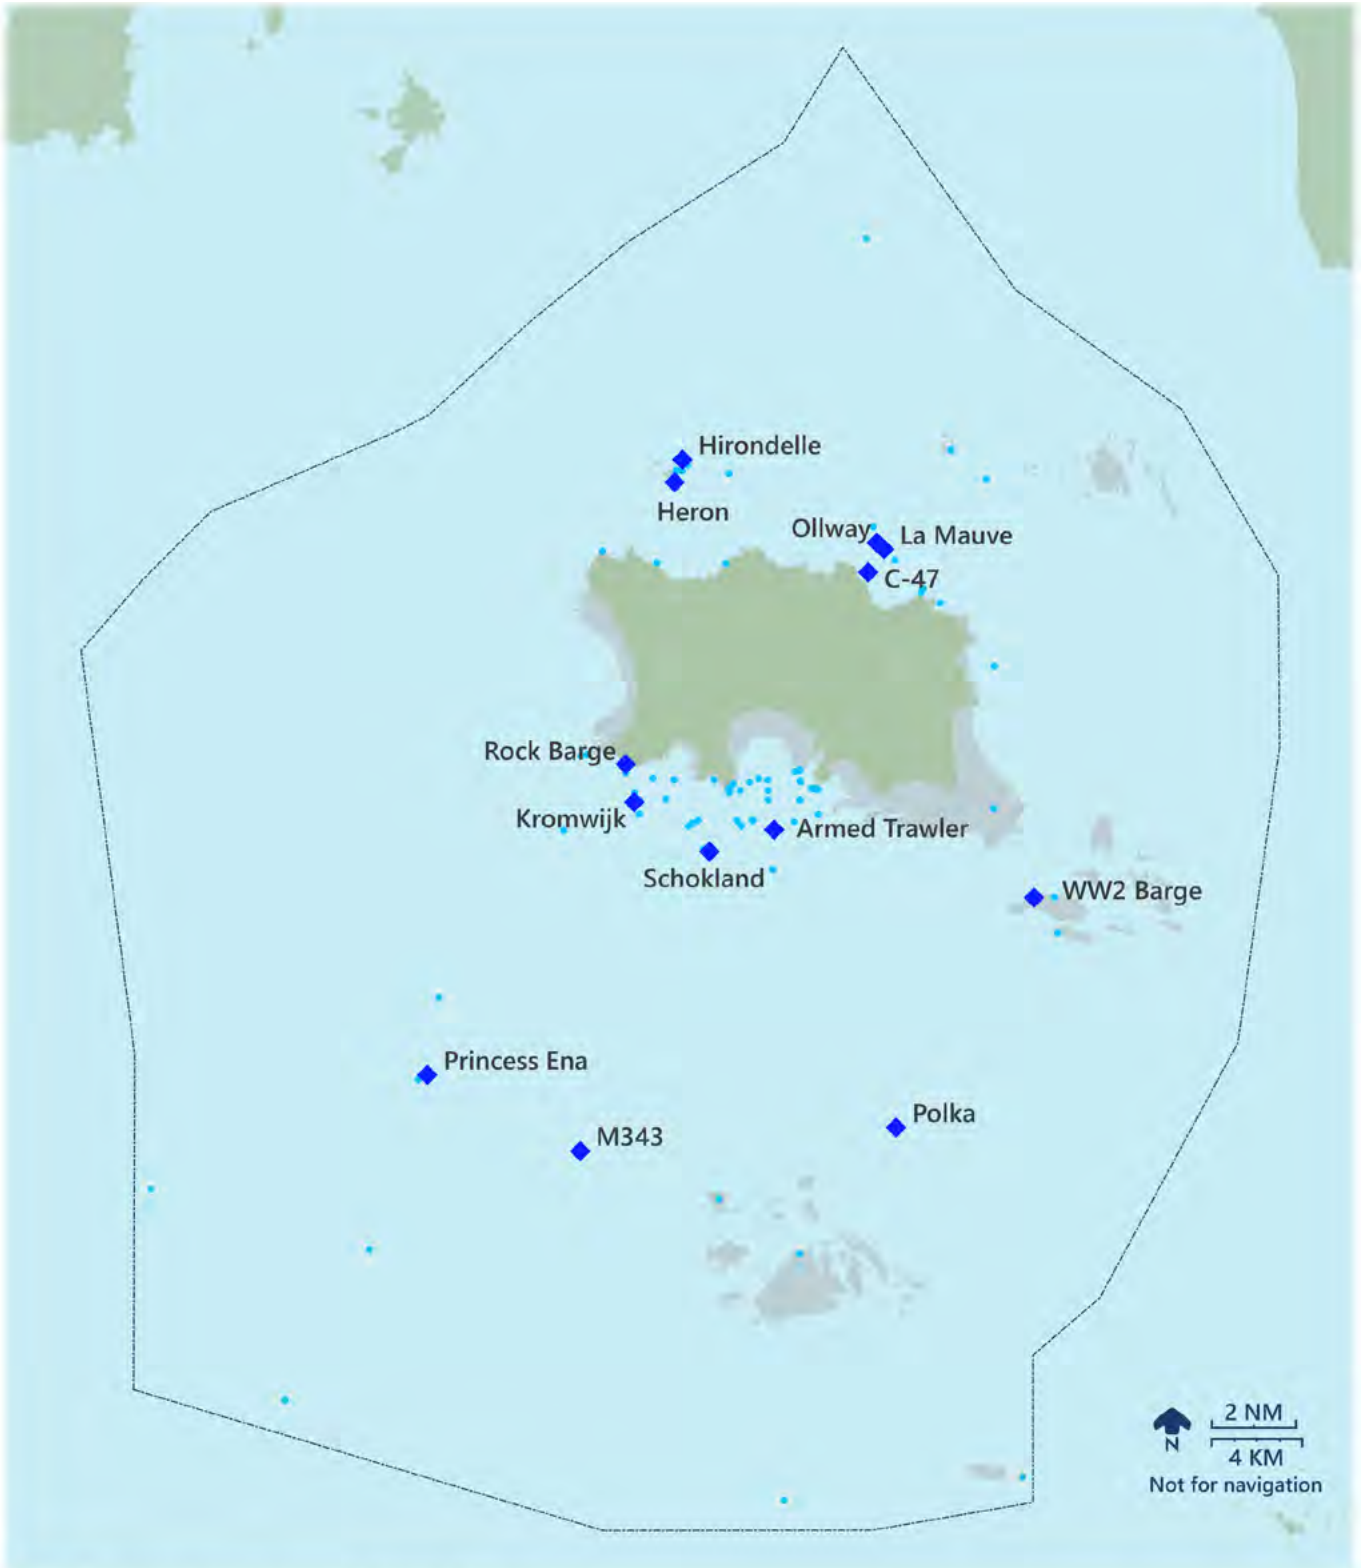 Hirondelle
Heron
Ollway
La Mauve
C-47
Rock Barge
Kromwijk
Armed Trawler
Schokland
WW2 Barge
Princess Ena
Polka
M343
2 NM
N
4 KM
Not for navigation